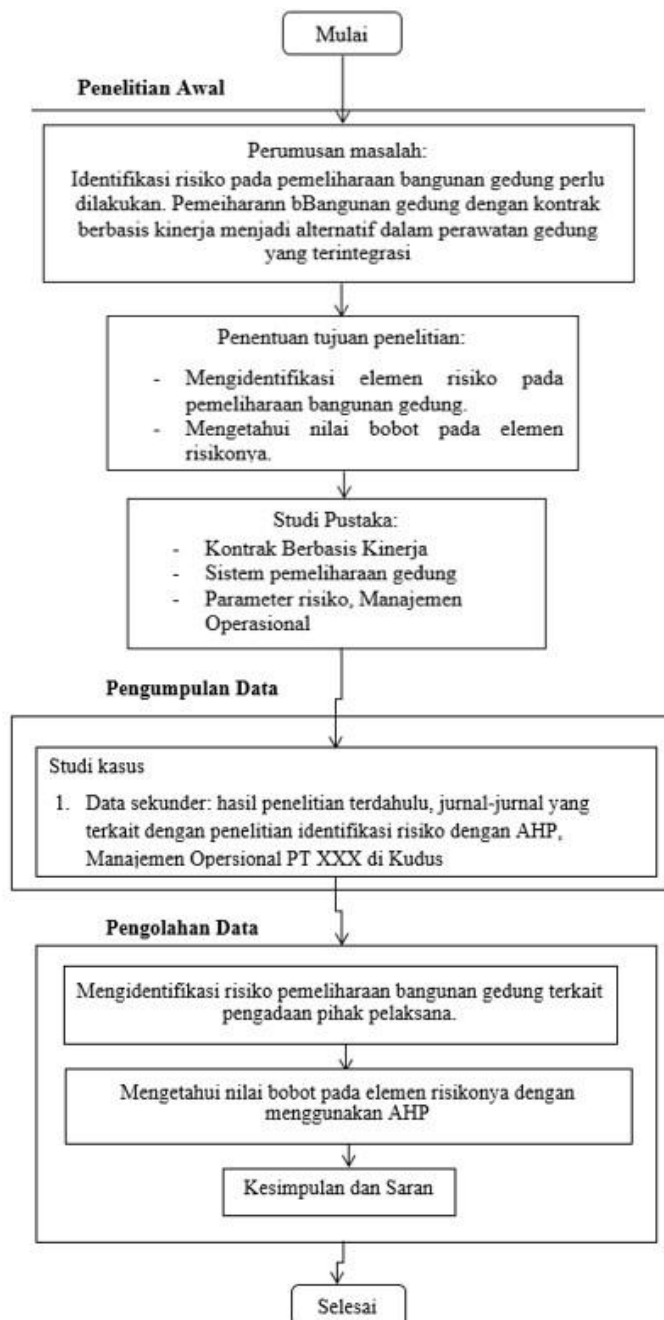 Mulai
Penelitian Awal
Perumusan masalah:
Identifikasi risiko pada pemeliharaan bangunan gedung perlu
dilakukan. Pemeiharann bBangunan gedung dengan kontrak
berbasis kinerja menjadi alternatif dalam perawatan gedung
yang terintegrasi
Penentuan tujuan penelitian:
- Mengidentifikasi elemen risiko pada
pemeliharaan bangunan gedung.
- Mengetahui nilai bobot pada elemen
risikonya.
Studi Pustaka:
- Kontrak Berbasis Kinerja
- Sistem pemeliharaan gedung
- Parameter risiko, Manajemen
Operasional
Pengumpulan Data
Studi kasus
1. Data sekunder: hasil penelitian terdahulu, jurnal-jurnal yang
terkait dengan penelitian identifikasi risiko dengan AHP,
Manajemen Opersional PT XXX di Kudus
Pengolahan Data
Mengidentifikasi risiko pemeliharaan bangunan gedung terkait
pengadaan pihak pelaksana.
Mengetahui nilai bobot pada elemen risikonya dengan
menggunakan AHP
Kesimpulan dan Saran
Selesai